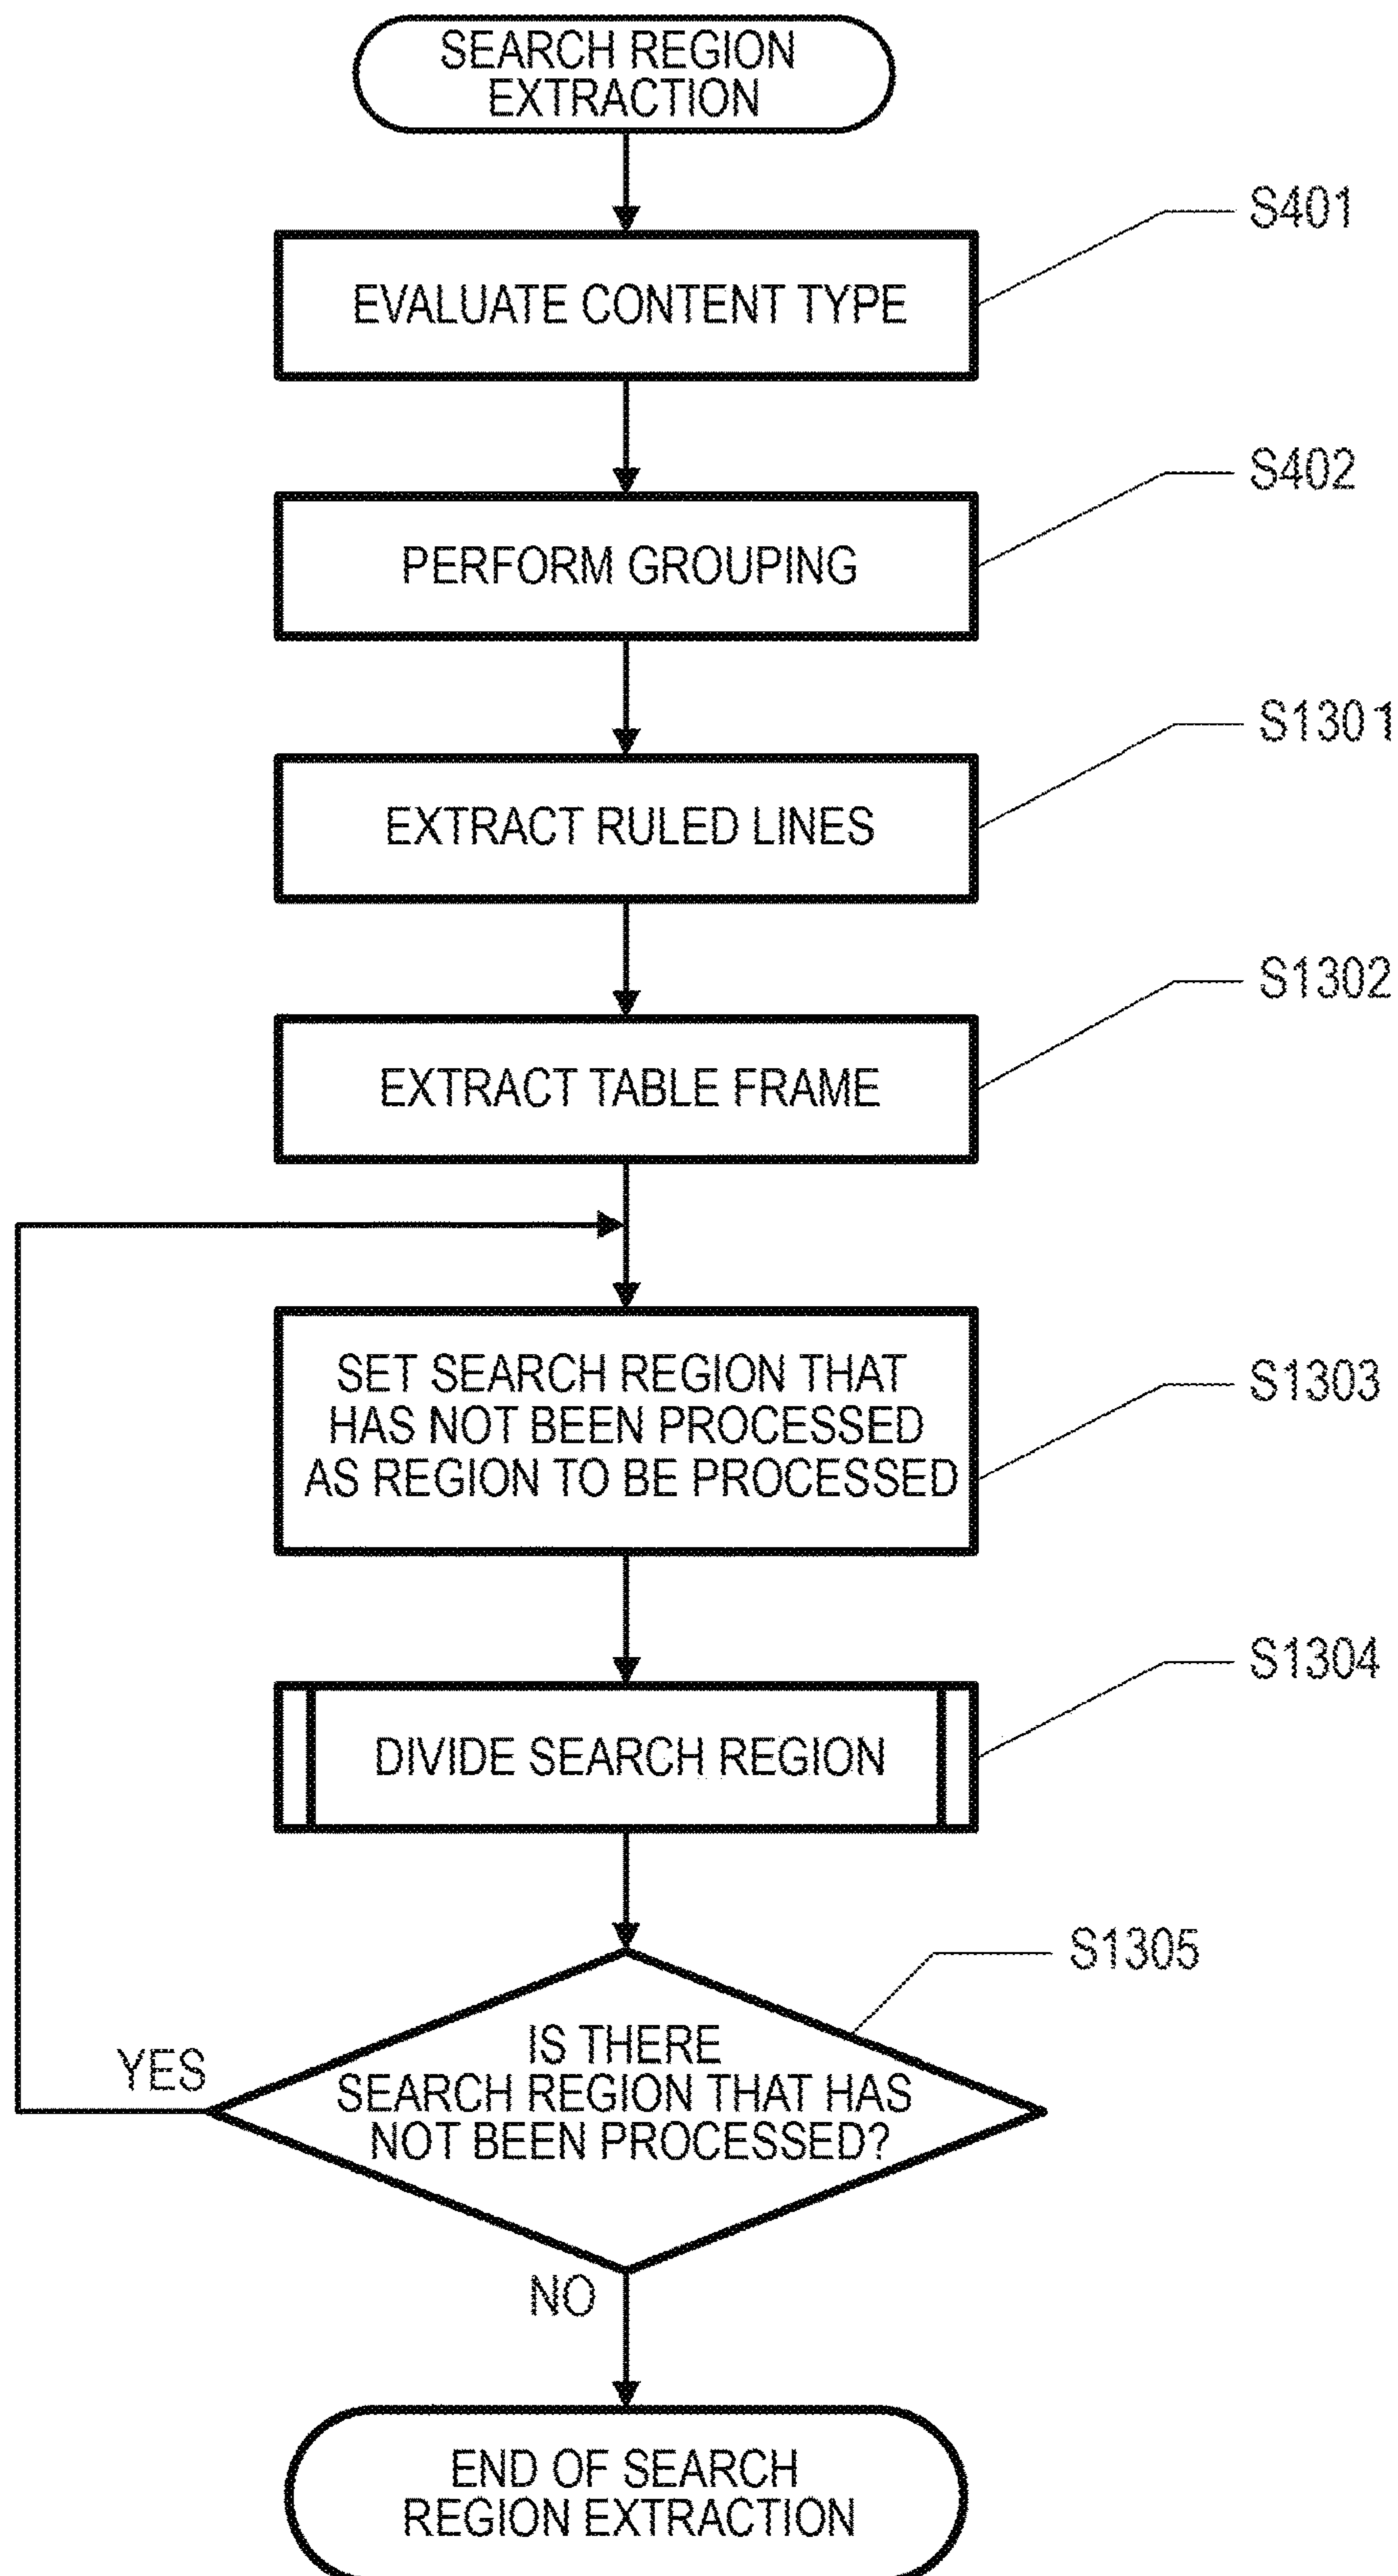 SEARCH REGION
EXTRACTION
S401
EVALUATE CONTENT TYPE
S402
PERFORM GROUPING
S1301
EXTRACT RULED LINES
S1302
EXTRACT TABLE FRAME
S1303
SET SEARCH REGION THAT
HAS NOT BEEN PROCESSED
AS REGION TO BE PROCESSED
S1304
DIVIDE SEARCH REGION
S1305
IS THERE
SEARCH REGION THAT HAS
NOT BEEN PROCESSED?
YES
NO
END OF SEARCH
REGION EXTRACTION